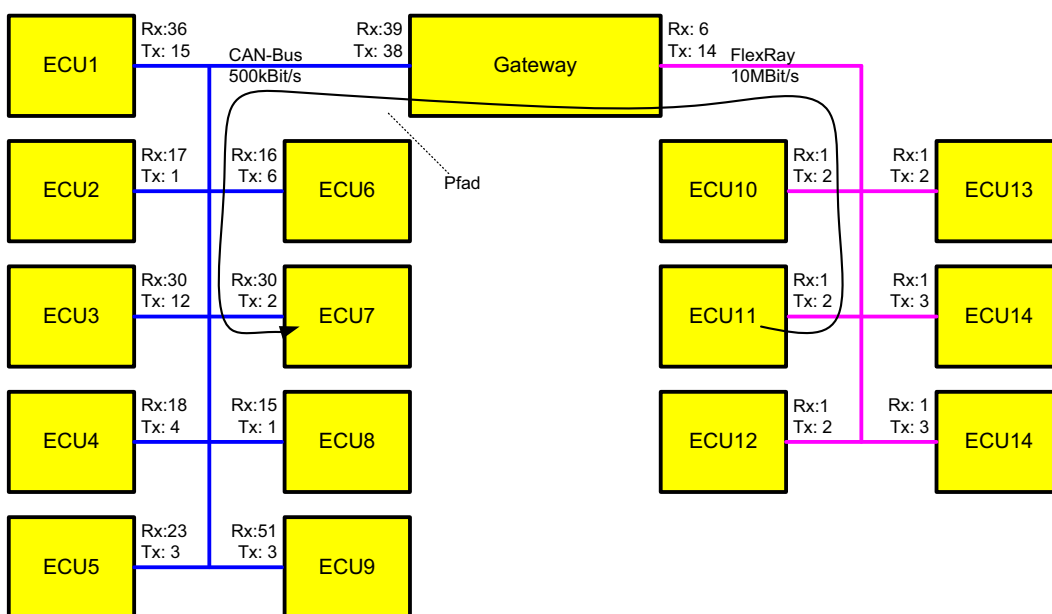 Rx:36
Tx: 15
ECU1
CAN-Bus
500kBit/s
Rx:39
Tx: 38
Gateway
Rx: 6
Tx: 14
FlexRay
10MBit/s
Pfad
Rx:17
Tx: 1
ECU2
Rx:16
Tx: 6
ECU6
Rx:1
Tx: 2
ECU10
Rx:1
Tx: 2
ECU13
Rx:30
Tx: 12
ECU3
Rx:30
Tx: 2
ECU7
Rx:1
Tx: 2
ECU11
Rx:1
Tx: 3
ECU14
Rx:18
Tx: 4
ECU4
Rx:15
Tx: 1
ECU8
Rx:1
Tx: 2
ECU12
Rx: 1
Tx: 3
ECU14
Rx:23
Tx: 3
ECU5
Rx:51
Tx: 3
ECU9